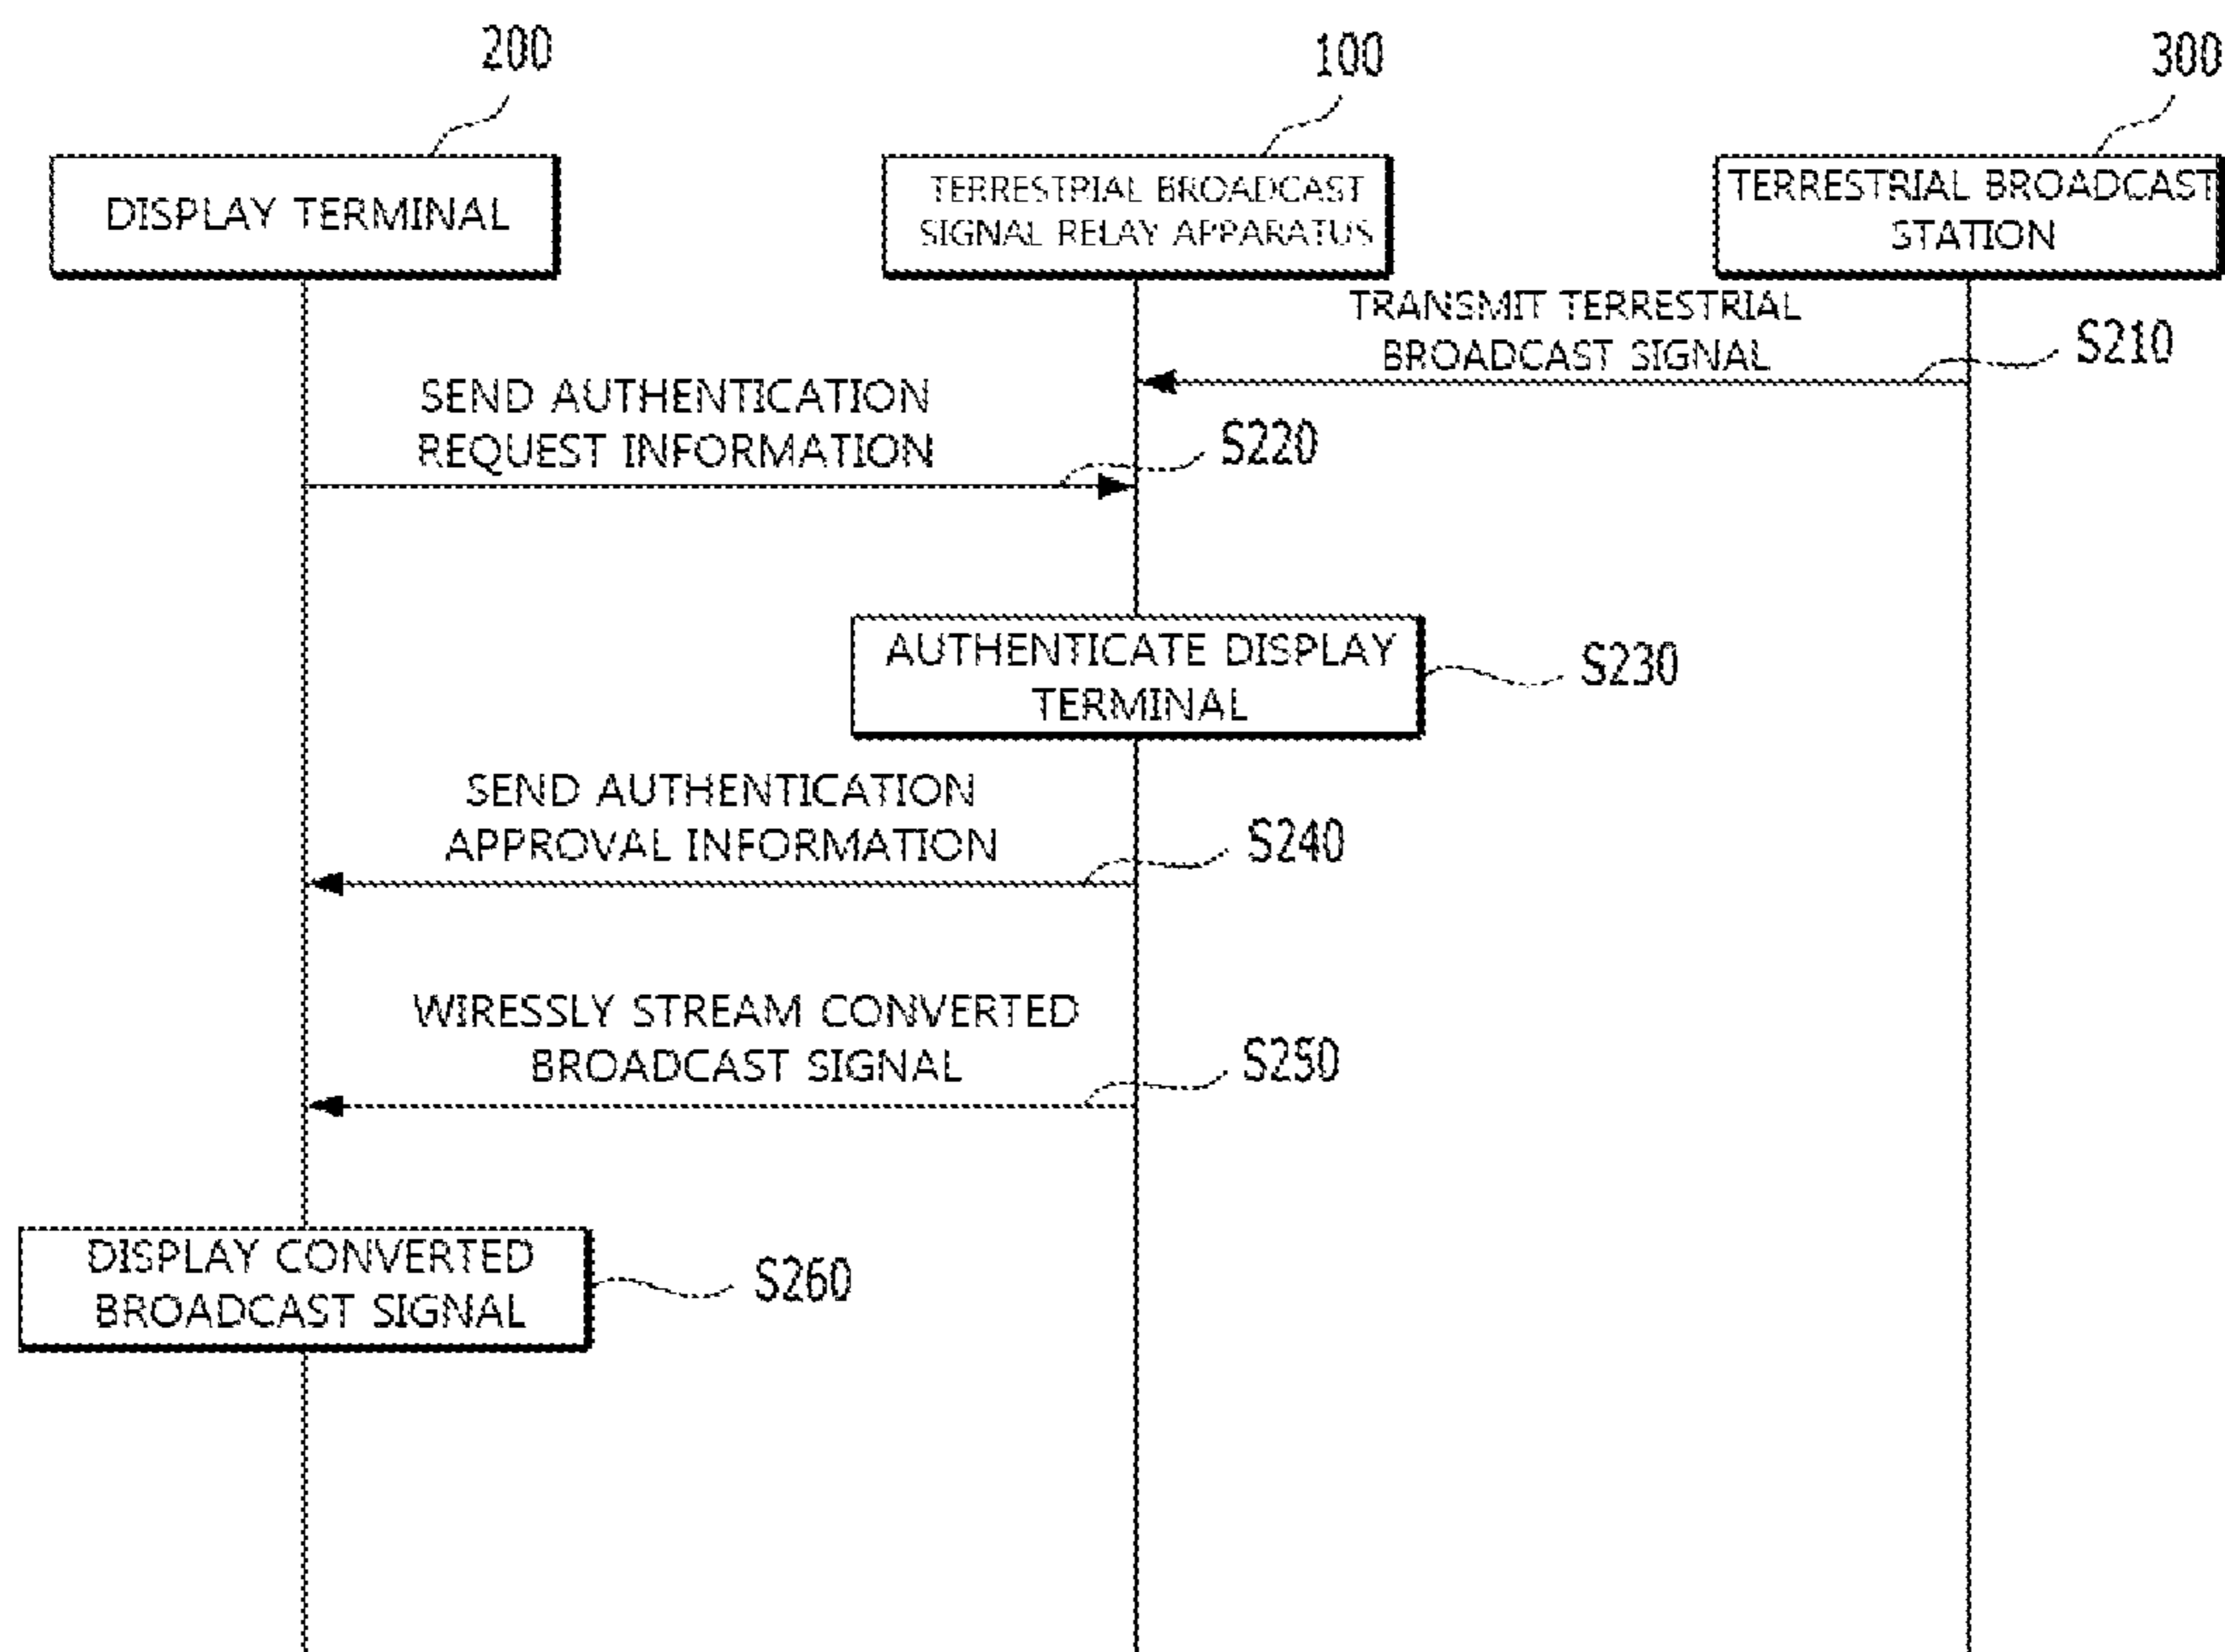 200
100
300
DISPLAY TERMINAL
TERRESTRIAL BROADCAST
SIGNAL RELAY APPARATUS
TERRESTRIAL BROADCAST
STATION
TRANSMIT TERRESTRIAL
BROADCAST SIGNAL
S210
SEND AUTHENTICATION
REQUEST INFORMATION
S220
AUTHENTICATE DISPLAY
TERMINAL
S230
SEND AUTHENTICATION
APPROVAL INFORMATION
S240
WIRESSLY STREAM CONVERTED
BROADCAST SIGNAL
S250
DISPLAY CONVERTED
BROADCAST SIGNAL
S260